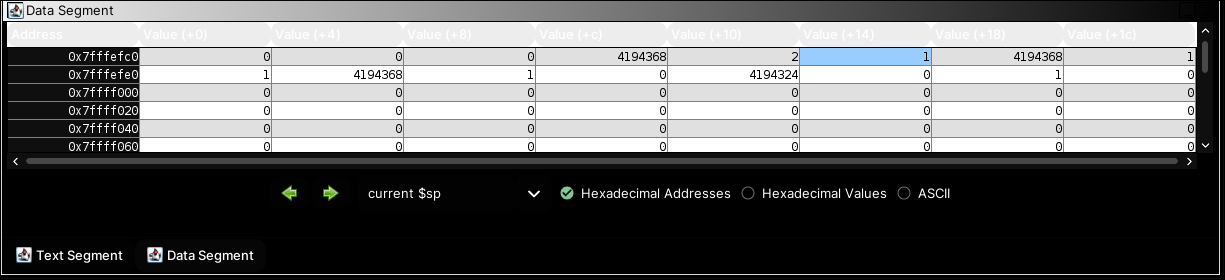 Data Segment
Address Value (+0) Value (+4) Value (+8) Value (+c) Value (+10) Value (+14) Value (+18) Value (+1c)
0x7fffefc0 0 0 0 4194368 2 1 4194368 1
0x7fffefe0 1 4194368 1 0 4194324 0 1 0
0x7ffff000 0 0 0 0 0 0 0 0
0x7ffff020 0 0 0 0 0 0 0 0
0x7ffff040 0 0 0 0 0 0 0 0
0x7ffff060 0 0 0 0 0 0 0 0
current $sp Hexadecimal Addresses Hexadecimal Values ASCII
Text Segment Data Segment